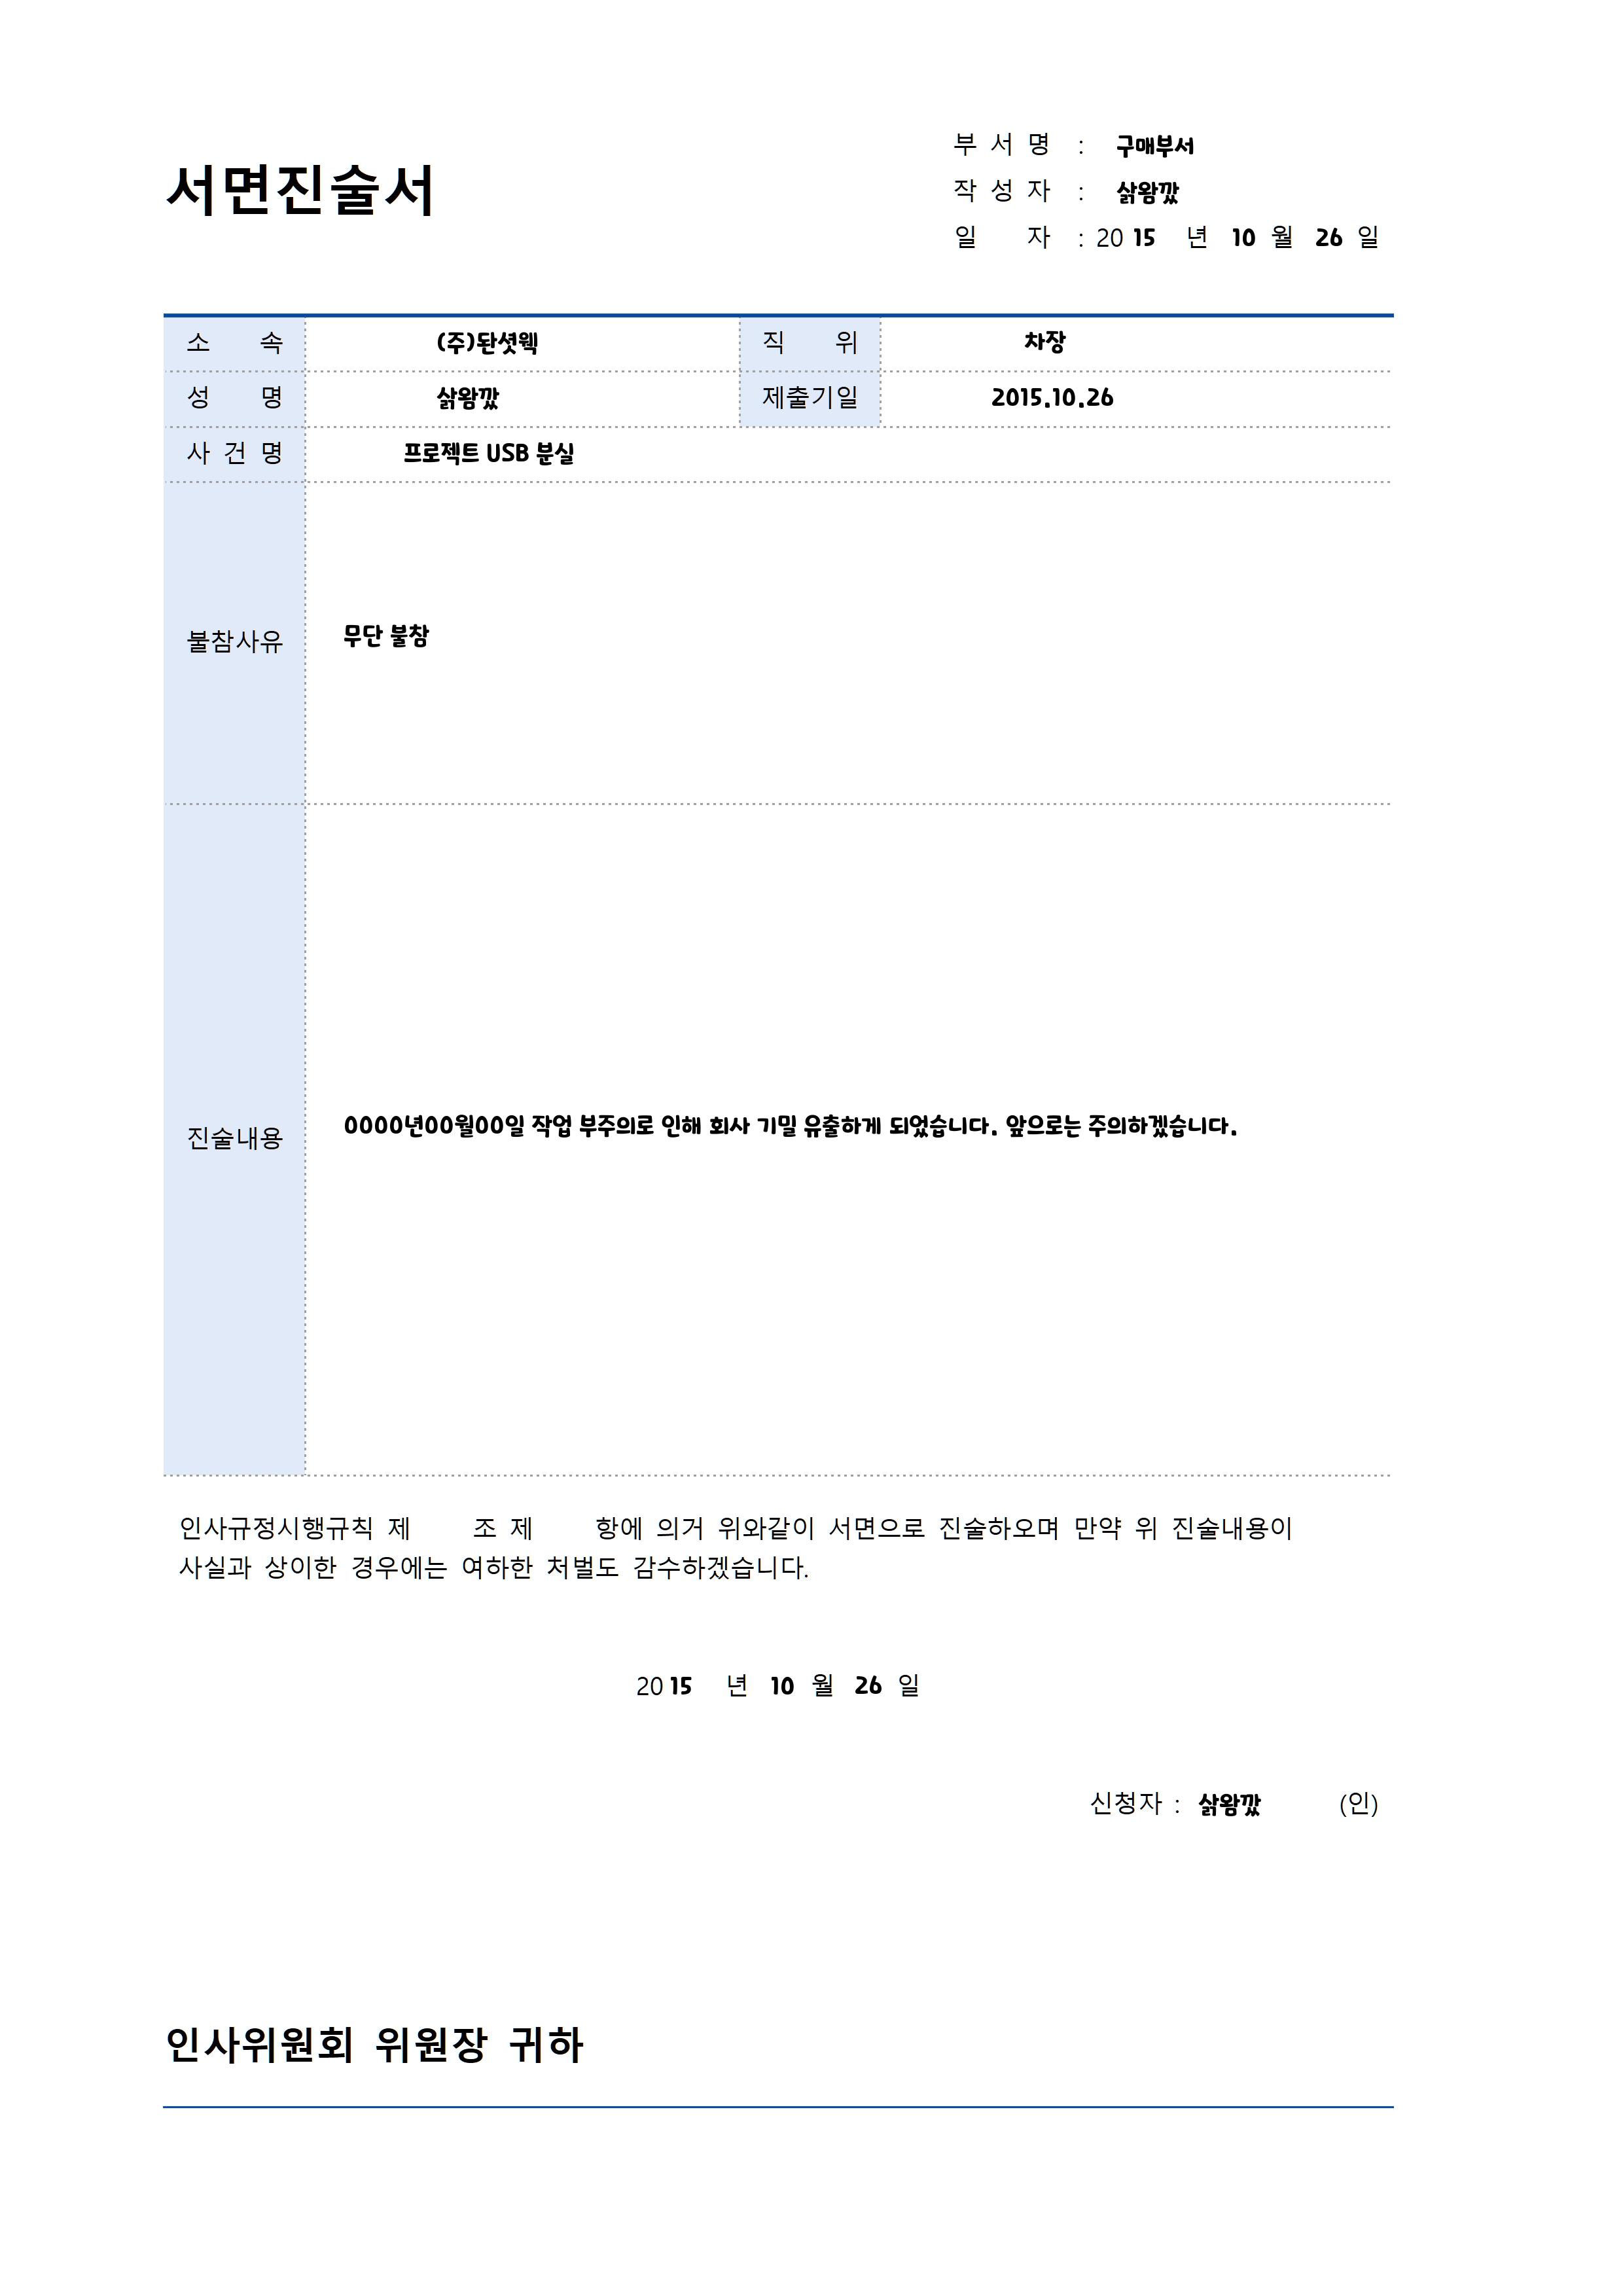 서면진술서
부 서 명 : 구매부서
작 성 자 : 삵왐깠
일 자 : 20 15 년 10 월 26 일
소 속 (주)돤셧웩 직 위 차장
성 명 삵왐깠 제출기일 2015.10.26
사 건 명 프로젝트 USB 분실
불참사유 무단 불참
진술내용 0000년00월00일 작업 부주의로 인해 회사 기밀 유출하게 되었습니다. 앞으로는 주의하겠습니다.
인사규정시행규칙 제 조 제 항에 의거 위와같이 서면으로 진술하오며 만약 위 진술내용이
사실과 상이한 경우에는 여하한 처벌도 감수하겠습니다.
20 15 년 10 월 26 일
신청자 : 삵왐깠 (인)
인사위원회 위원장 귀하